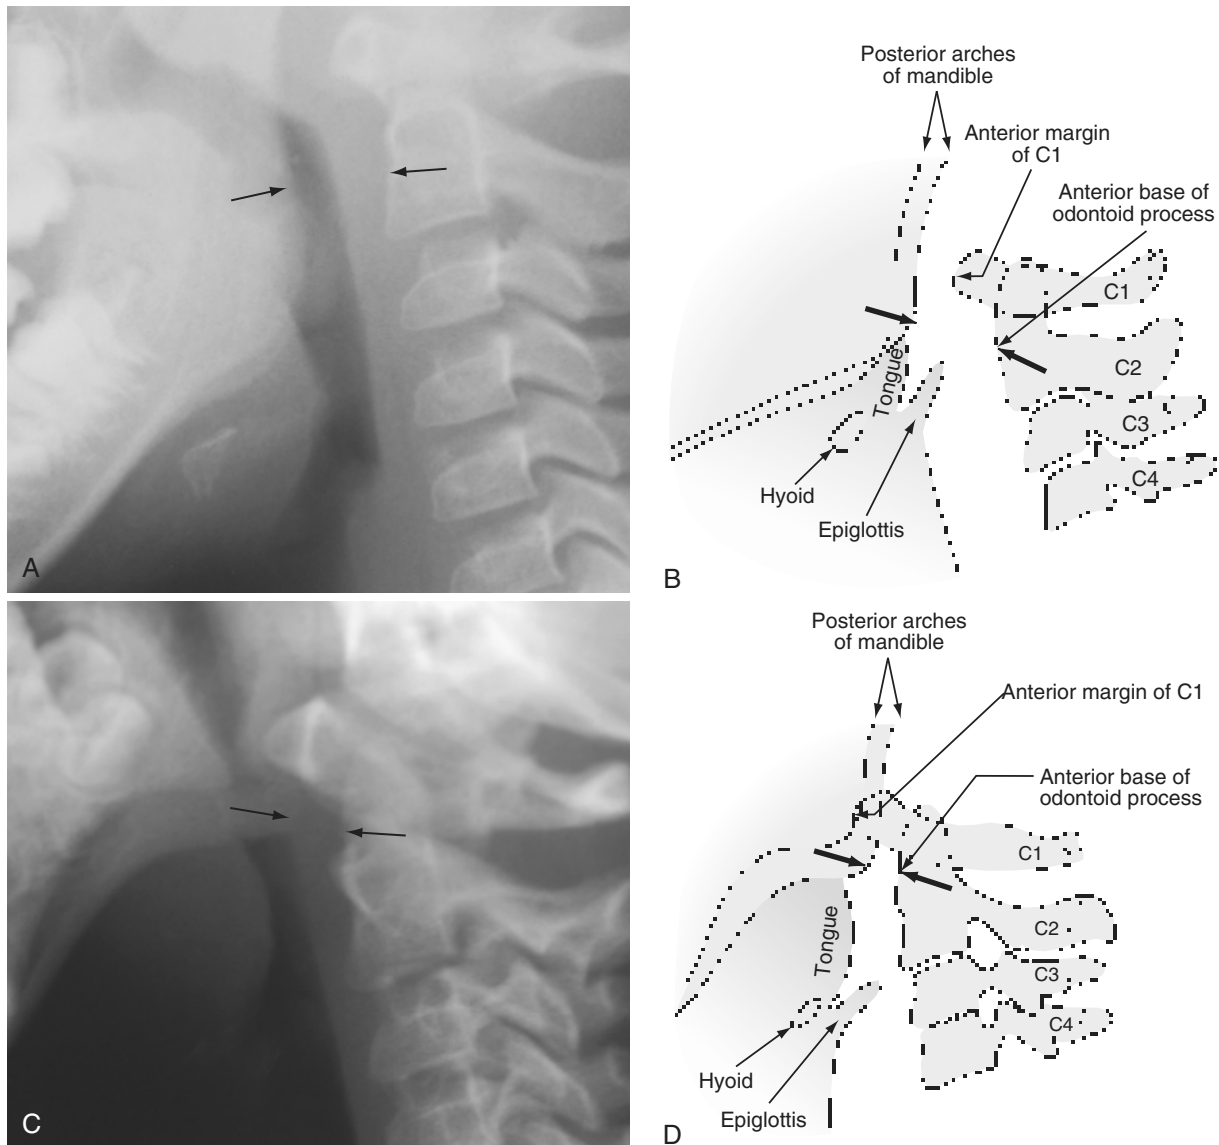 A
Posterior arches
of mandible
Anterior margin
of C1
Anterior base of
odontoid process
C1
C2
C3
C4
Tongue
Hyoid
Epiglottis
B
C
Posterior arches
of mandible
Anterior margin of C1
Anterior base of
odontoid process
C1
C2
C3
C4
Tongue
Hyoid
Epiglottis
D